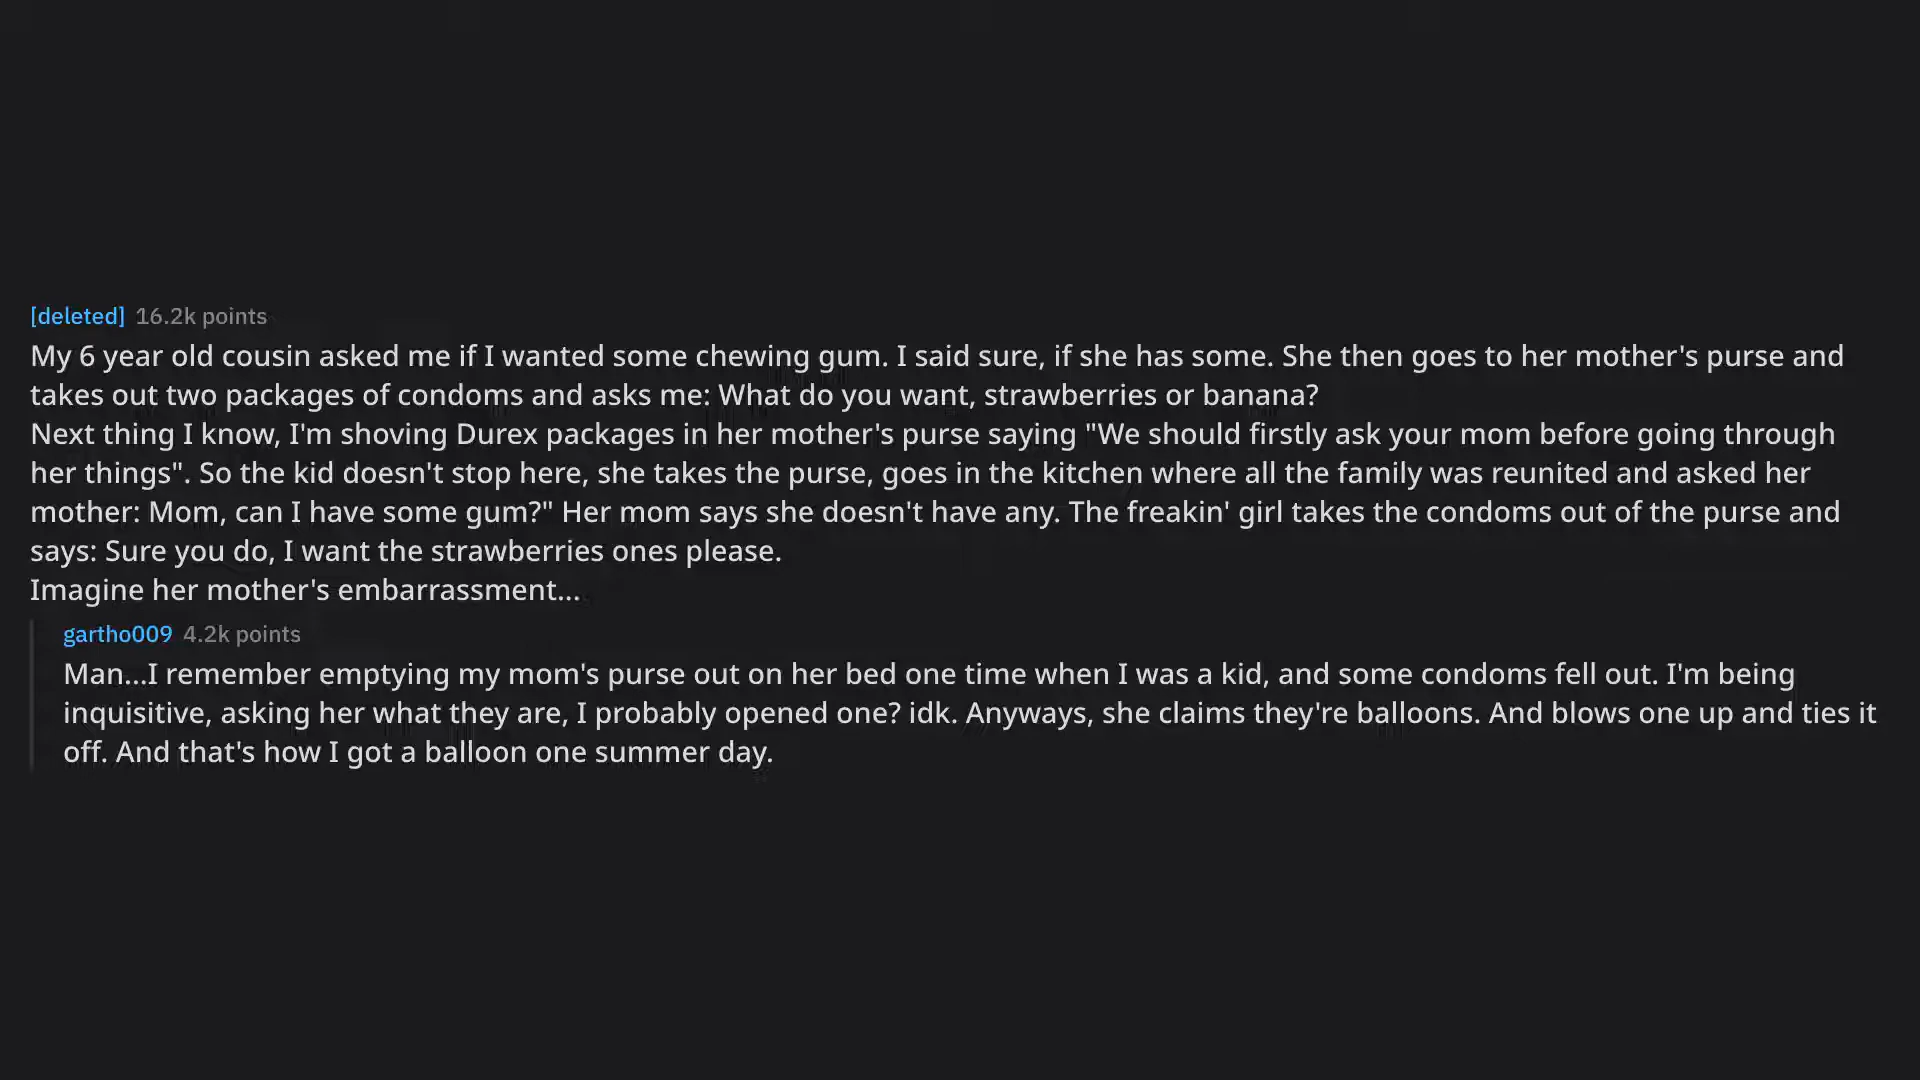 [deleted] 16.2k points
My 6 year old cousin asked me if I wanted some chewing gum. I said sure, if she has some. She then goes to her mother's purse and
takes out two packages of condoms and asks me: What do you want, strawberries or banana?
Next thing I know, I'm shoving Durex packages in her mother's purse saying "We should firstly ask your mom before going through
her things". So the kid doesn't stop here, she takes the purse, goes in the kitchen where all the family was reunited and asked her
mother: Mom, can I have some gum?" Her mom says she doesn't have any. The freakin' girl takes the condoms out of the purse and
says: Sure you do, I want the strawberries ones please.
Imagine her mother's embarrassment...
gartho009 4.2k points
Man...I remember emptying my mom's purse out on her bed one time when I was a kid, and some condoms fell out. I'm being
inquisitive, asking her what they are, I probably opened one? idk. Anyways, she claims they're balloons. And blows one up and ties it
off. And that's how I got a balloon one summer day.